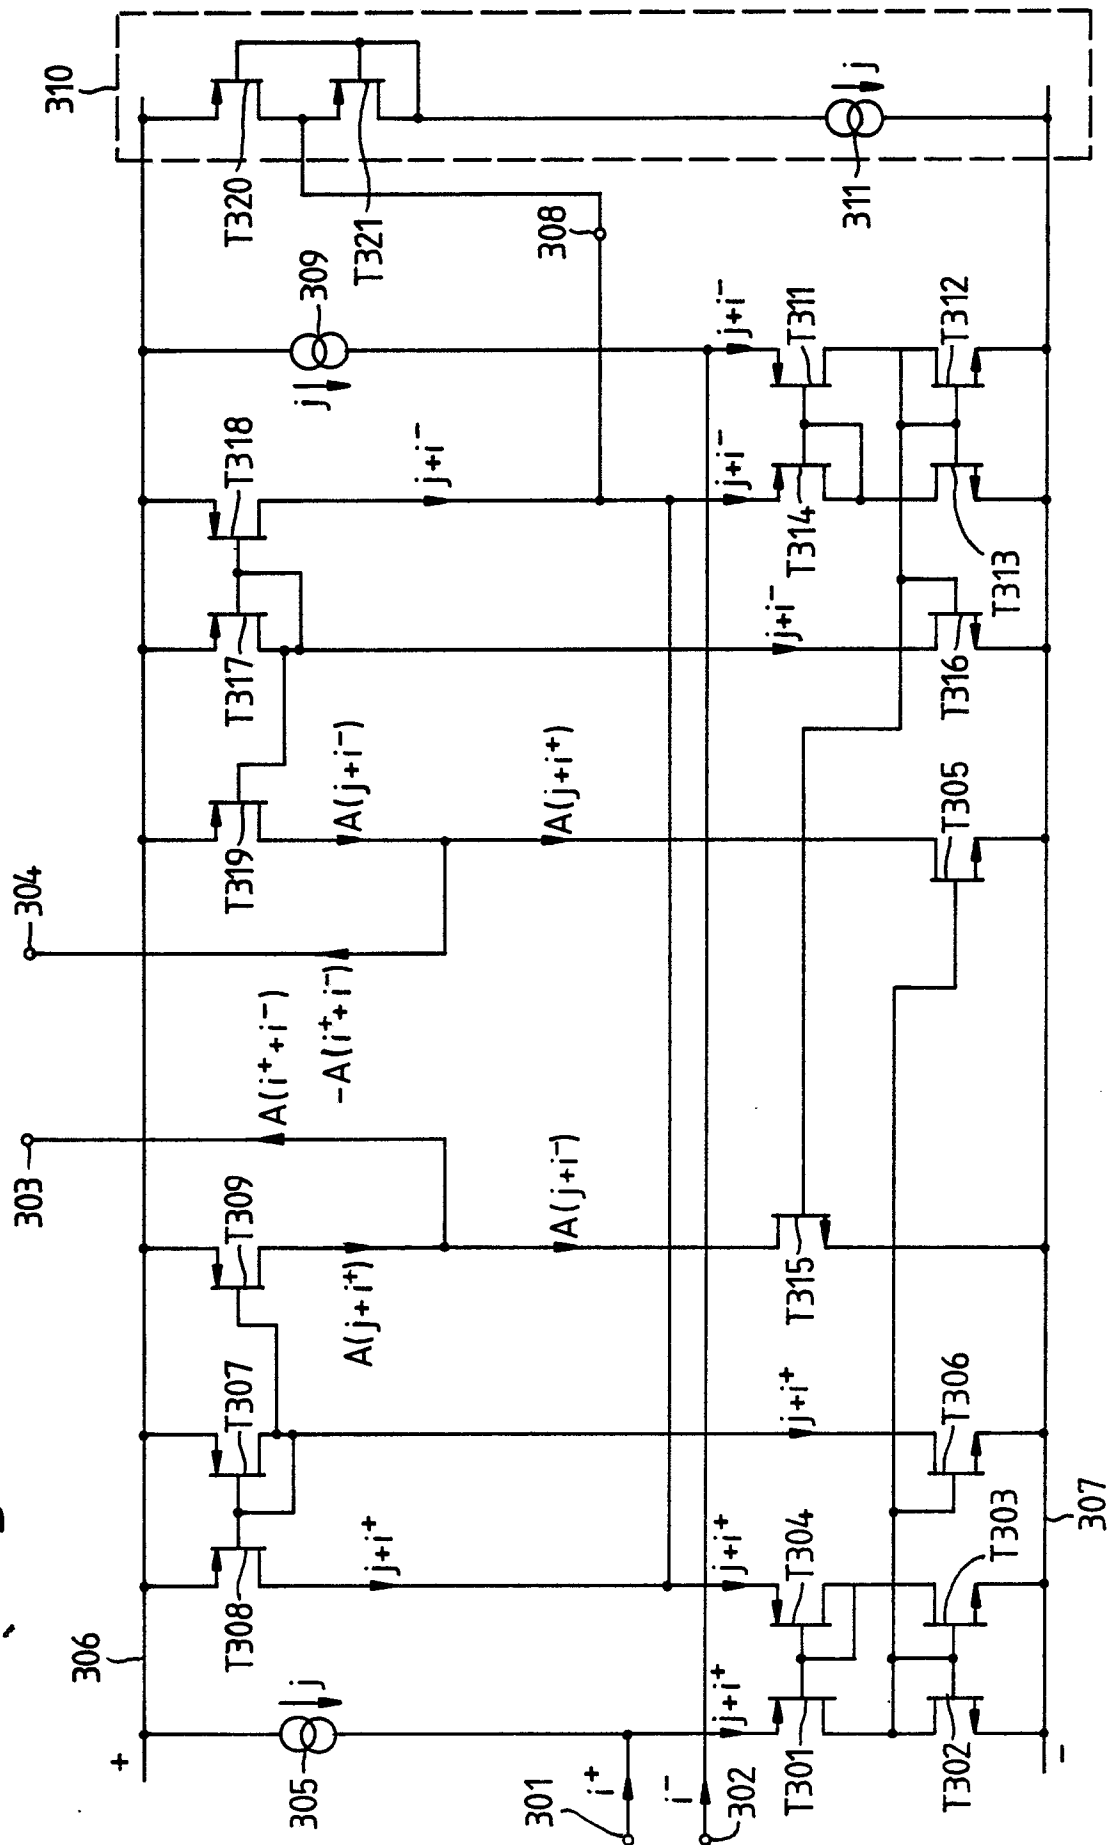 303
304
306
310
+
T308
T307
T309
T319
T317
T318
T320
305
j
A(i⁺+i⁻)
−A(i⁺+i⁻)
j
309
T321
j+i⁺
A(j+i⁺)
A(j+i⁻)
j+i⁻
301
i⁺
A(j+i⁻)
A(j+i⁺)
308
302
i⁻
j+i⁺
j+i⁺
j+i⁺
j+i⁻
j+i⁻
j+i⁻
T301
T304
T315
T314
T311
311
j
T302
T303
T306
T305
T316
T313
T312
−
307